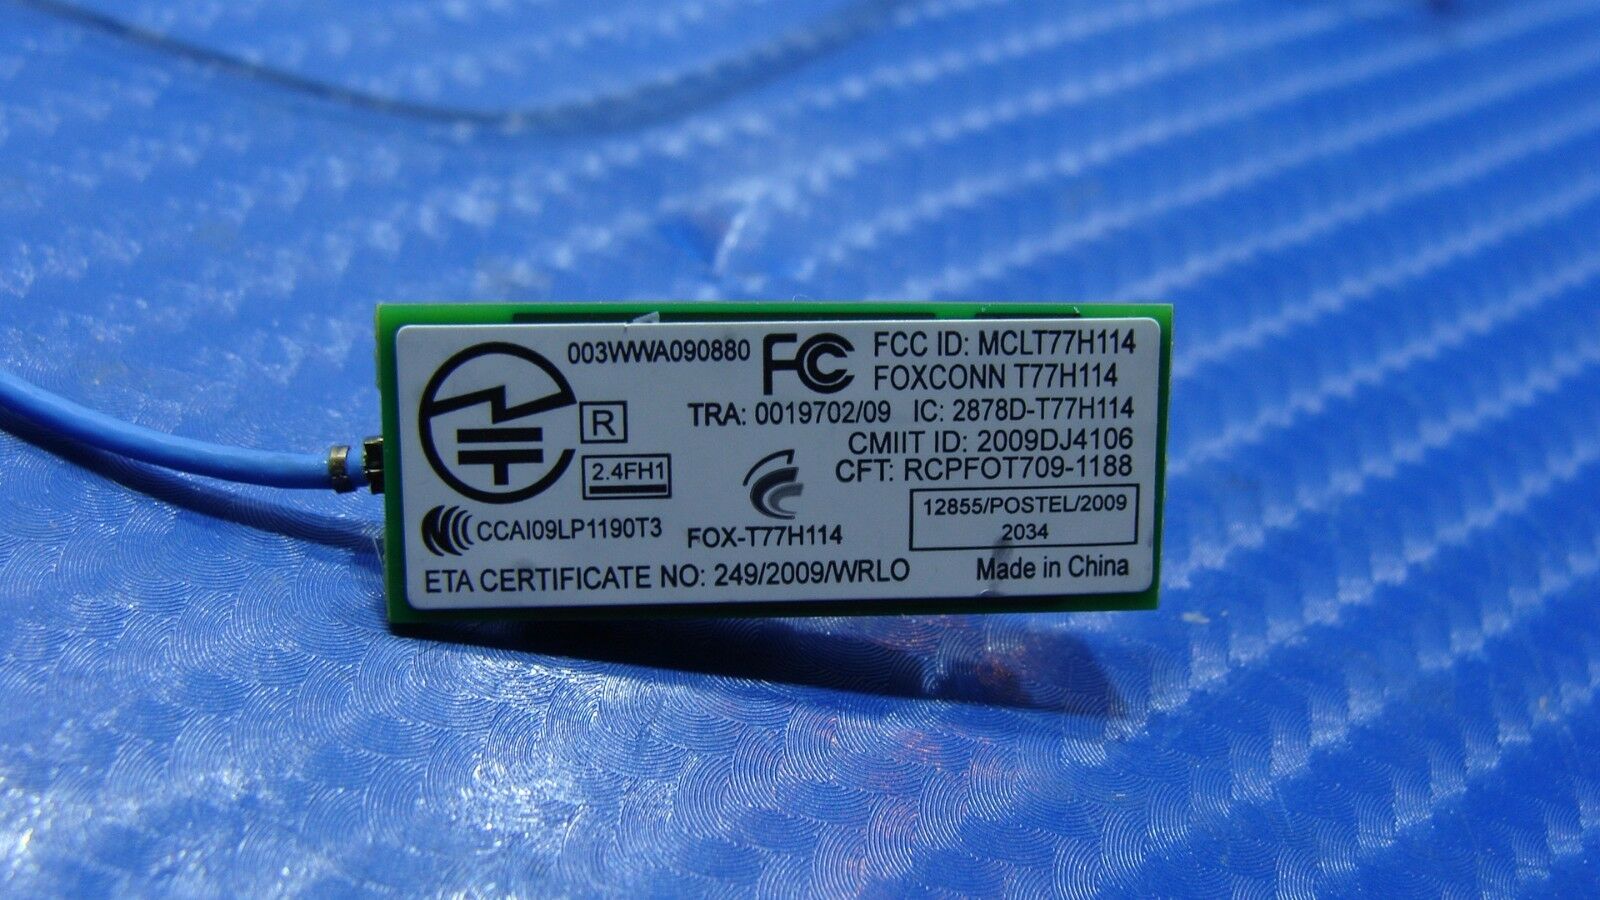 003WWA090880 FC FCC ID: MCLT77H114
FOXCONN T77H114
R TRA: 0019702/09 IC: 2878D-T77H114
CMIIT ID: 2009DJ4106
2.4FH1 CFT: RCPFOT709-1188
12855/POSTEL/2009
2034
CCAI09LP1190T3 FOX-T77H114
ETA CERTIFICATE NO: 249/2009/WRLO Made in China